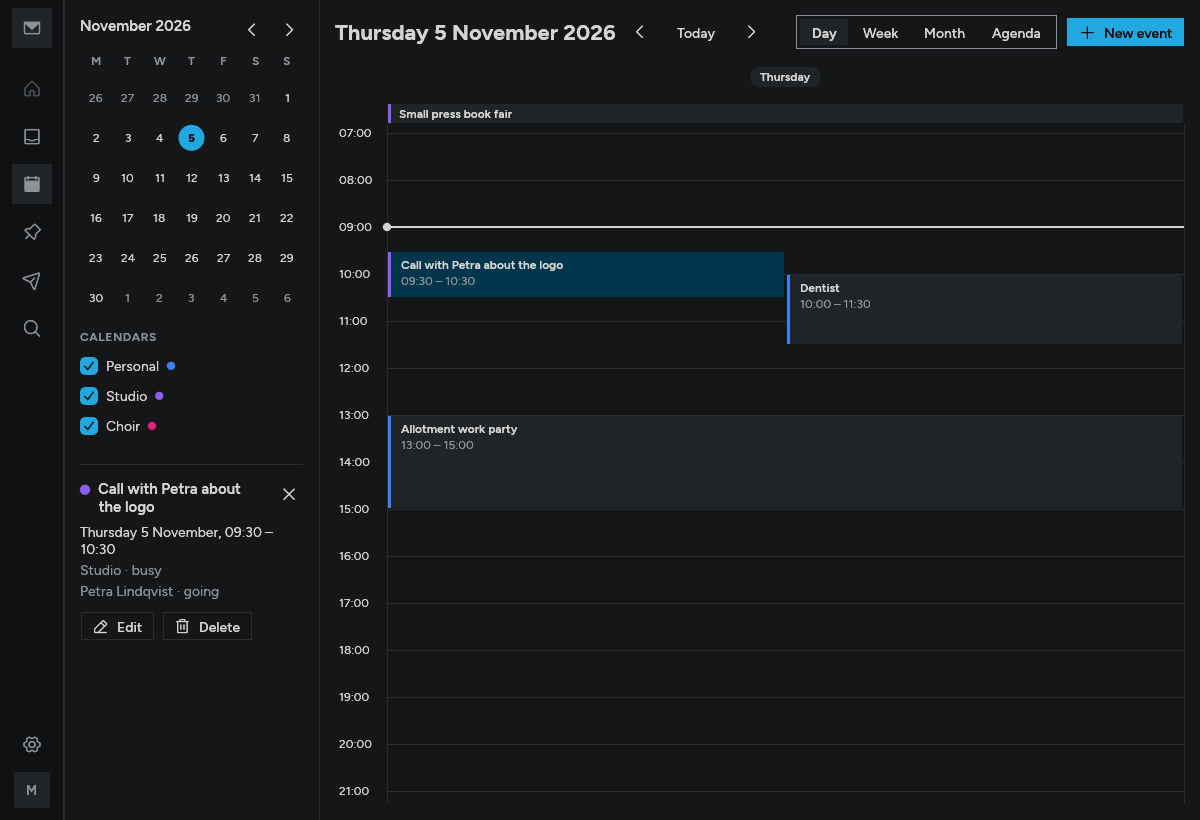 November 2026
M T W T F S S
26 27 28 29 30 31 1
2 3 4 5 6 7 8
9 10 11 12 13 14 15
16 17 18 19 20 21 22
23 24 25 26 27 28 29
30 1 2 3 4 5 6
CALENDARS
Personal
Studio
Choir
Call with Petra about
the logo
Thursday 5 November, 09:30 –
10:30
Studio · busy
Petra Lindqvist · going
Edit Delete
M
Thursday 5 November 2026 Today Day Week Month Agenda New event
Thursday
Small press book fair
07:00
08:00
09:00
Call with Petra about the logo
09:30 – 10:30
10:00
Dentist
10:00 – 11:30
11:00
12:00
13:00
Allotment work party
13:00 – 15:00
14:00
15:00
16:00
17:00
18:00
19:00
20:00
21:00